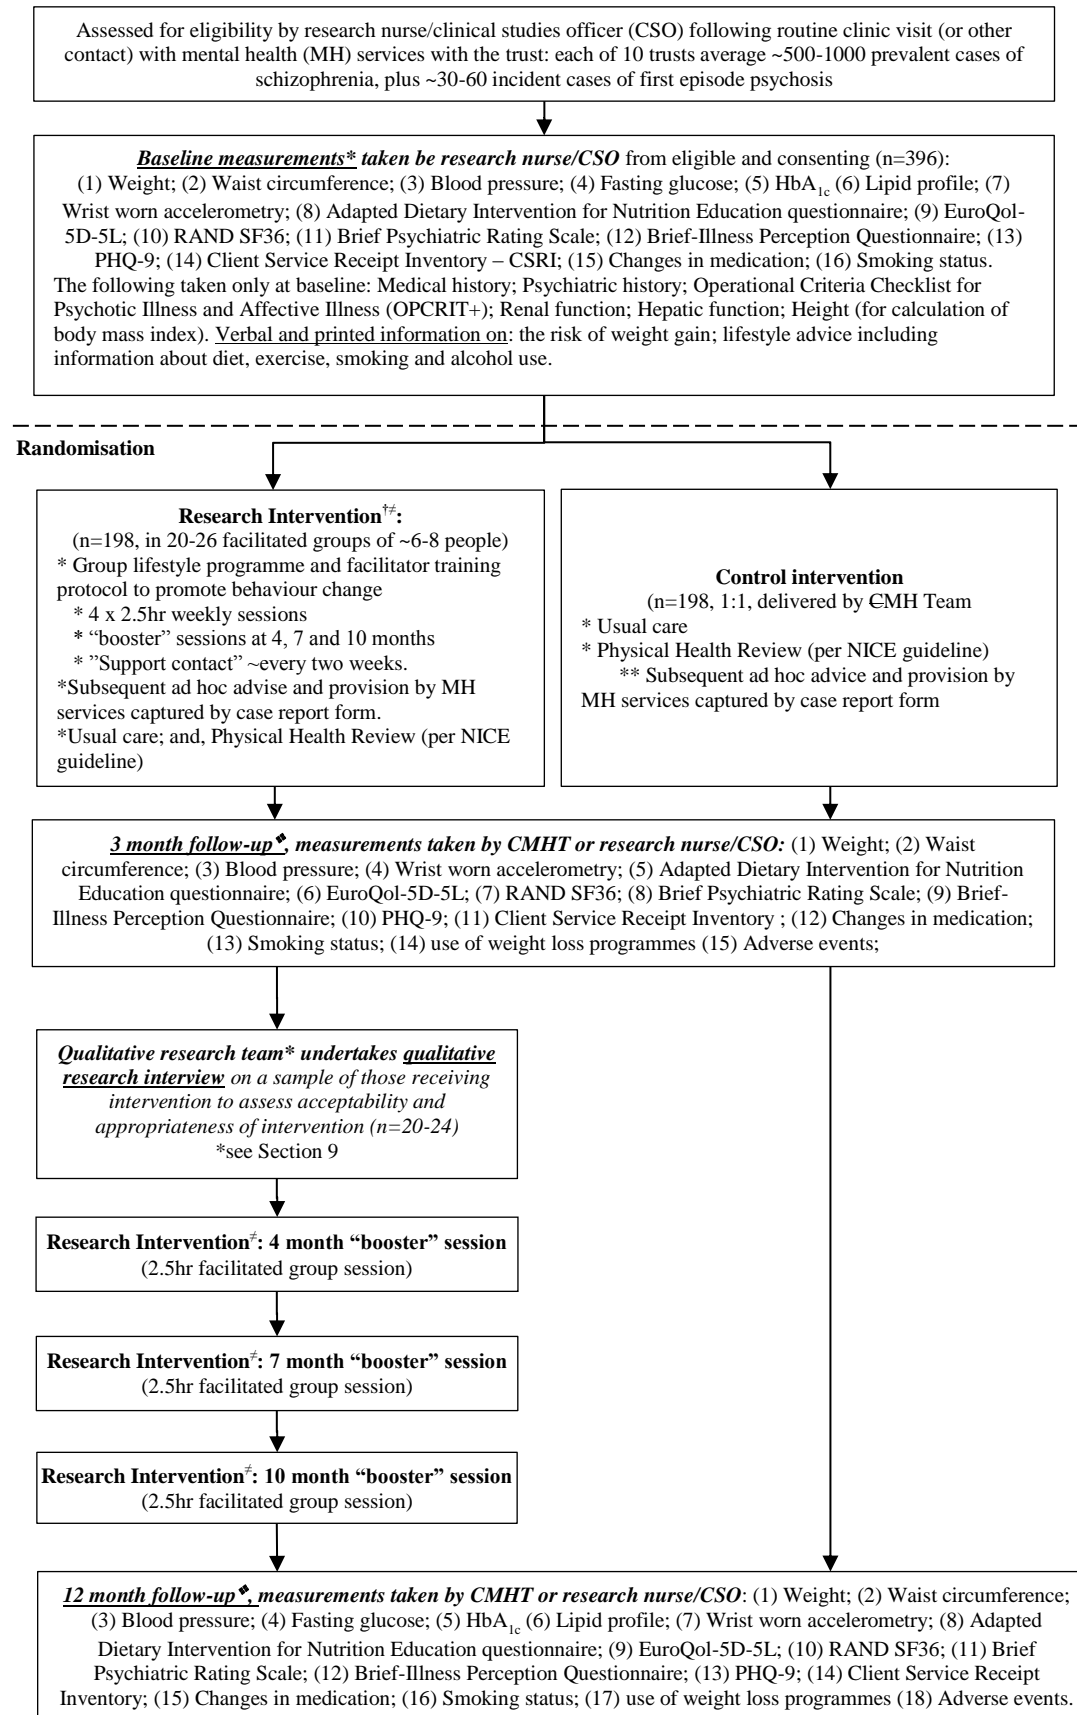 Assessed for eligibility by research nurse/clinical studies officer (CSO) following routine clinic visit (or other
contact) with mental health (MH) services with the trust: each of 10 trusts average ~500-1000 prevalent cases of
schizophrenia, plus ~30-60 incident cases of first episode psychosis
Baseline measurements* taken be research nurse/CSO from eligible and consenting (n=396):
(1) Weight; (2) Waist circumference; (3) Blood pressure; (4) Fasting glucose; (5) HbA1c (6) Lipid profile; (7)
Wrist worn accelerometry; (8) Adapted Dietary Intervention for Nutrition Education questionnaire; (9) EuroQol-
5D-5L; (10) RAND SF36; (11) Brief Psychiatric Rating Scale; (12) Brief-Illness Perception Questionnaire; (13)
PHQ-9; (14) Client Service Receipt Inventory – CSRI; (15) Changes in medication; (16) Smoking status.
The following taken only at baseline: Medical history; Psychiatric history; Operational Criteria Checklist for
Psychotic Illness and Affective Illness (OPCRIT+); Renal function; Hepatic function; Height (for calculation of
body mass index). Verbal and printed information on: the risk of weight gain; lifestyle advice including
information about diet, exercise, smoking and alcohol use.
Randomisation
Research Intervention†≠:
(n=198, in 20-26 facilitated groups of ~6-8 people)
* Group lifestyle programme and facilitator training
protocol to promote behaviour change
* 4 x 2.5hr weekly sessions
* “booster” sessions at 4, 7 and 10 months
* ”Support contact” ~every two weeks.
*Subsequent ad hoc advise and provision by MH
services captured by case report form.
*Usual care; and, Physical Health Review (per NICE
guideline)
Control intervention
(n=198, 1:1, delivered by CMH Team
* Usual care
* Physical Health Review (per NICE guideline)
** Subsequent ad hoc advice and provision by
MH services captured by case report form
3 month follow-up❖, measurements taken by CMHT or research nurse/CSO: (1) Weight; (2) Waist
circumference; (3) Blood pressure; (4) Wrist worn accelerometry; (5) Adapted Dietary Intervention for Nutrition
Education questionnaire; (6) EuroQol-5D-5L; (7) RAND SF36; (8) Brief Psychiatric Rating Scale; (9) Brief-
Illness Perception Questionnaire; (10) PHQ-9; (11) Client Service Receipt Inventory ; (12) Changes in medication;
(13) Smoking status; (14) use of weight loss programmes (15) Adverse events;
Qualitative research team* undertakes qualitative
research interview on a sample of those receiving
intervention to assess acceptability and
appropriateness of intervention (n=20-24)
*see Section 9
Research Intervention≠: 4 month “booster” session
(2.5hr facilitated group session)
Research Intervention≠: 7 month “booster” session
(2.5hr facilitated group session)
Research Intervention≠: 10 month “booster” session
(2.5hr facilitated group session)
12 month follow-up❖, measurements taken by CMHT or research nurse/CSO: (1) Weight; (2) Waist circumference;
(3) Blood pressure; (4) Fasting glucose; (5) HbA1c (6) Lipid profile; (7) Wrist worn accelerometry; (8) Adapted
Dietary Intervention for Nutrition Education questionnaire; (9) EuroQol-5D-5L; (10) RAND SF36; (11) Brief
Psychiatric Rating Scale; (12) Brief-Illness Perception Questionnaire; (13) PHQ-9; (14) Client Service Receipt
Inventory; (15) Changes in medication; (16) Smoking status; (17) use of weight loss programmes (18) Adverse events.